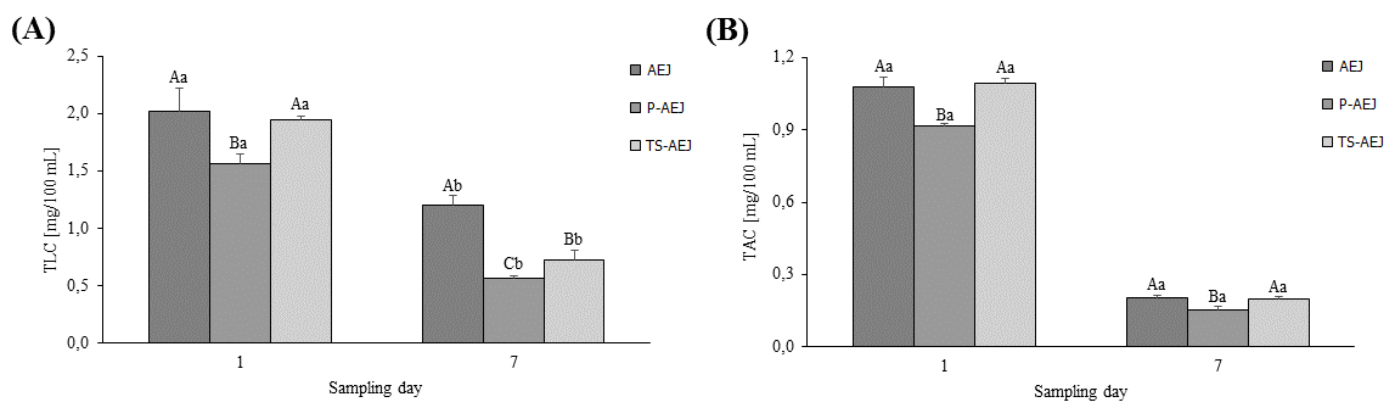 (A)
TLC [mg/100 mL]
2,5
2,0
1,5
1,0
0,5
0,0
Aa
Ba
Aa
Ab
Cb
Bb
1
7
Sampling day
AEJ
P-AEJ
TS-AEJ
(B)
TAC [mg/100 mL]
1,2
0,9
0,6
0,3
0,0
Aa
Ba
Aa
Aa
Ba
Aa
1
7
Sampling day
AEJ
P-AEJ
TS-AEJ